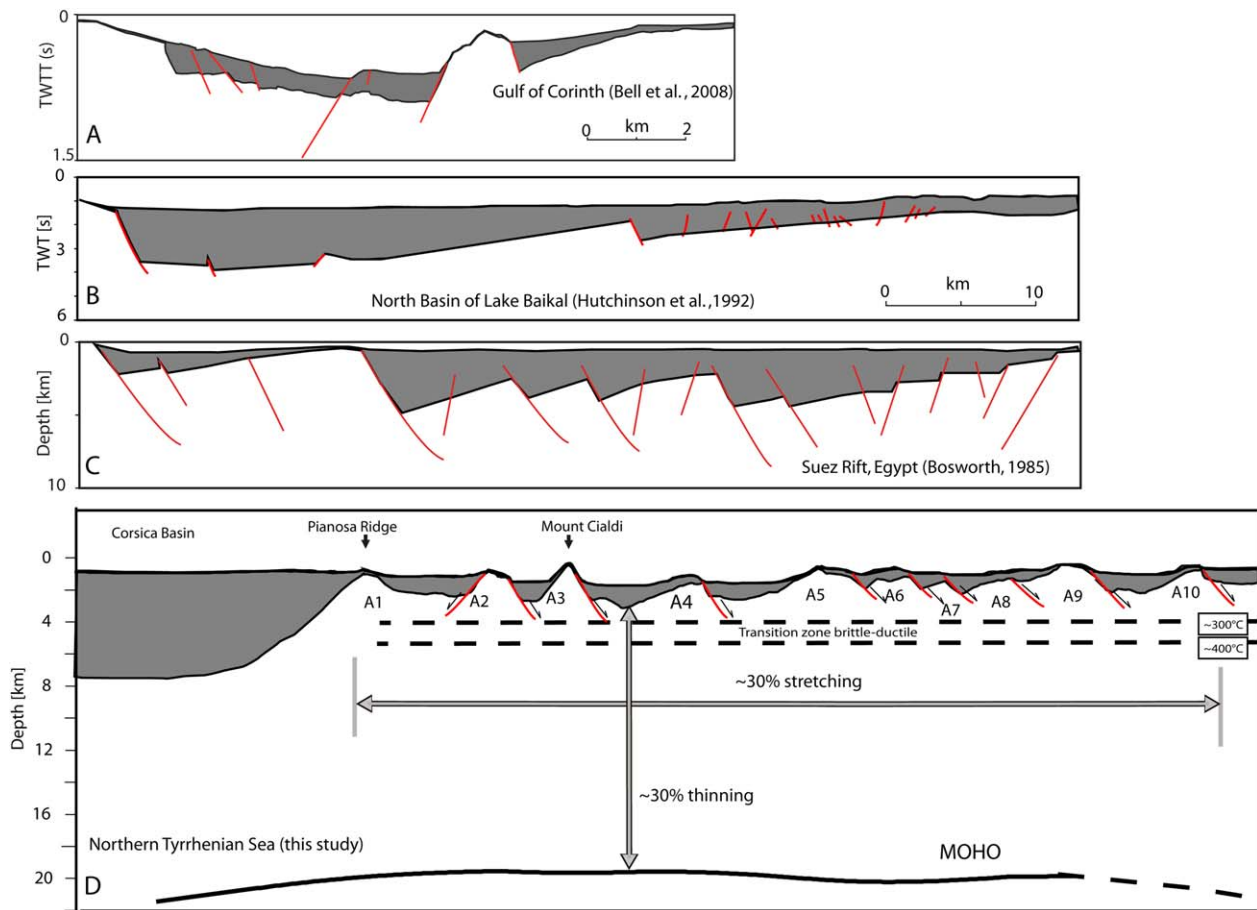 0
TWTT (s)
Gulf of Corinth (Bell et al., 2008)
km
0 2
A
1.5
0
TWT [s]
3
North Basin of Lake Baikal (Hutchinson et al.,1992)
km
0 10
B
6
0
Depth [km]
C
Suez Rift, Egypt (Bosworth, 1985)
10
Corsica Basin
Pianosa Ridge
Mount Cialdi
0
A1 A2 A3 A4 A5 A6 A7 A8 A9 A10
4
Transition zone brittle-ductile
~300°C
~400°C
~30% stretching
8
Depth [km]
12
~30% thinning
16
Northern Tyrrhenian Sea (this study)
MOHO
20
D